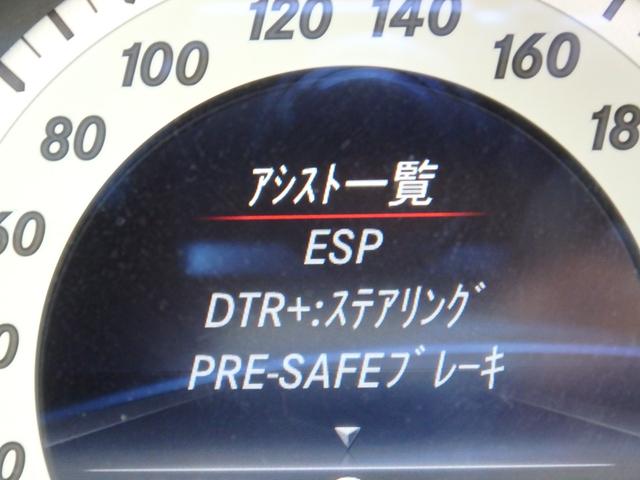 120 140
100 160
80
ｱｼｽﾄ一覧
ESP
DTR+:ｽﾃｱﾘﾝｸﾞ
PRE-SAFEﾌﾞﾚｰｷ